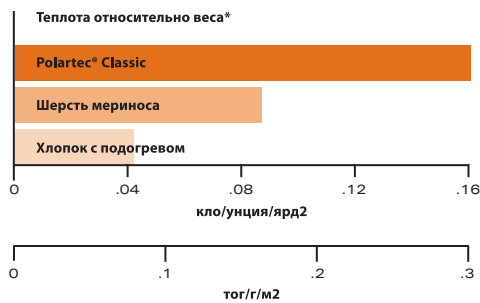 Теплота относительно веса*
Polartec® Classic
Шерсть мериноса
Хлопок с подогревом
0 .04 .08 .12 .16
кло/унция/ярд2
0 .1 .2 .3
тог/г/м2